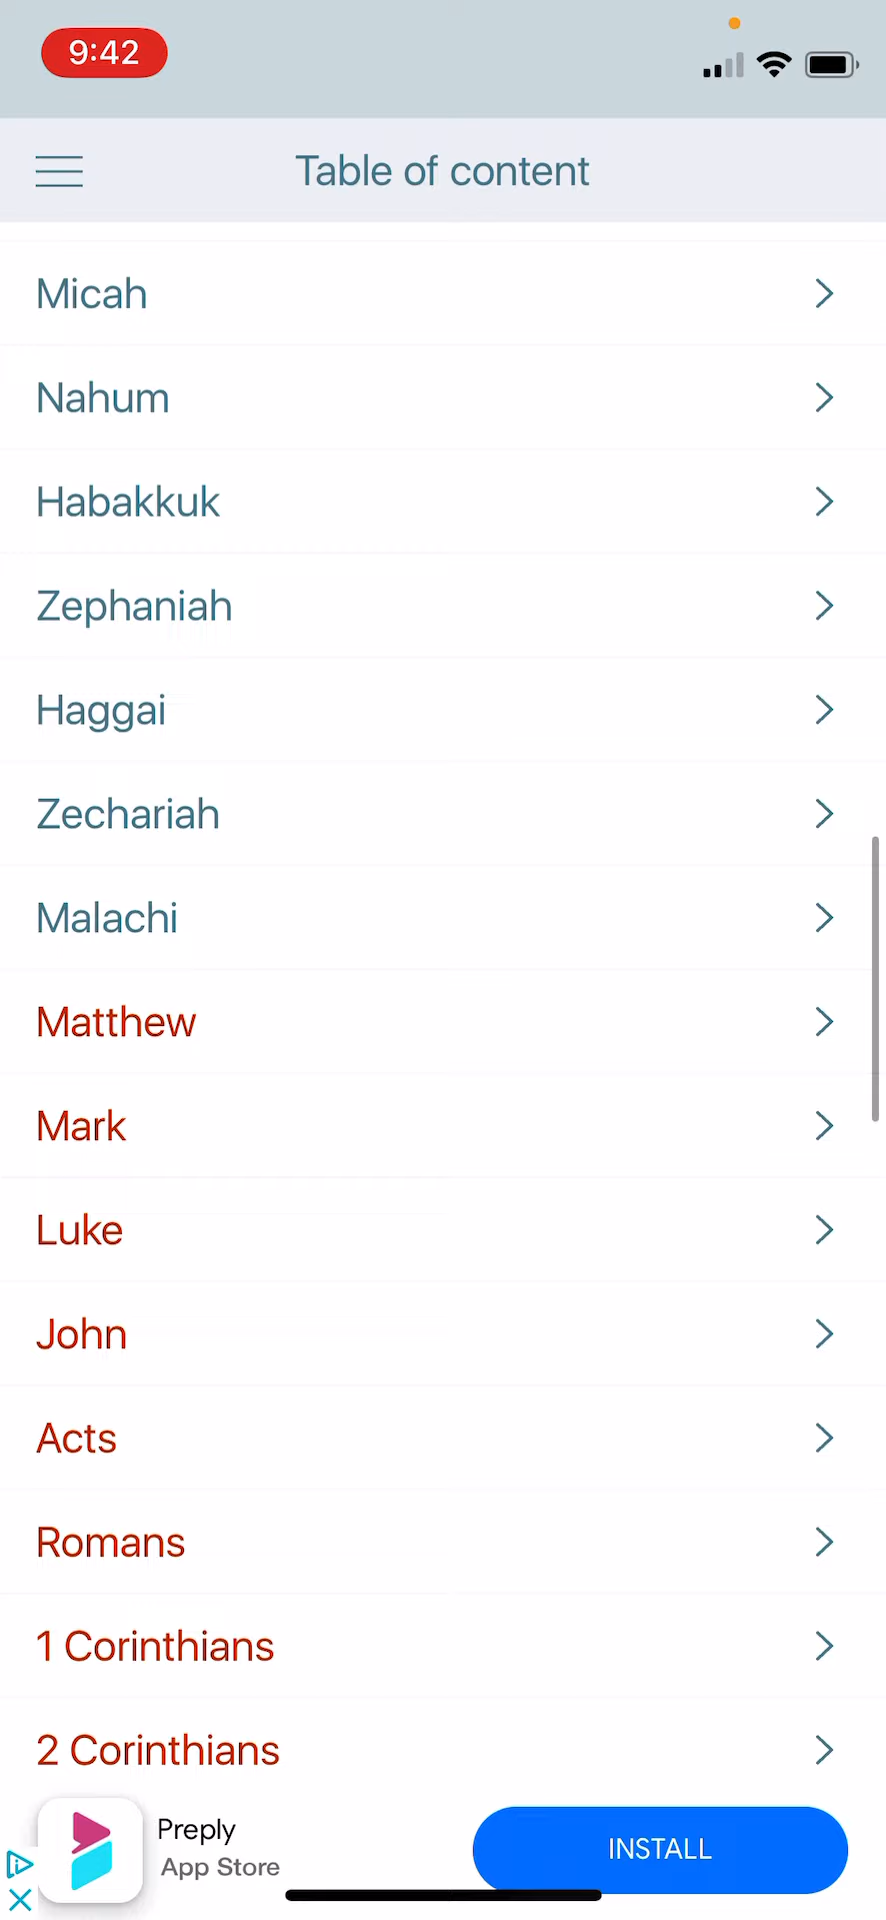 9:42
Table of content
Micah
Nahum
Habakkuk
Zephaniah
Haggai
Zechariah
Malachi
Matthew
Mark
Luke
John
Acts
Romans
1 Corinthians
2 Corinthians
Preply
App Store
INSTALL